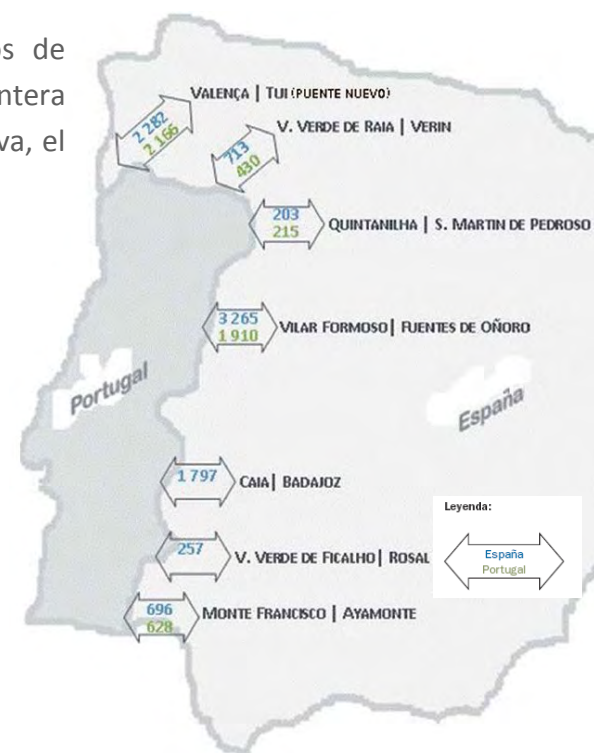 os de
ntera
va, el
VALENÇA | TUI (PUENTE NUEVO)
2 282
2 166
V. VERDE DE RAIA | VERIN
713
430
203
215
QUINTANILHA | S. MARTIN DE PEDROSO
3 265
1 910
VILAR FORMOSO | FUENTES DE OÑORO
Portugal
España
1 797
CAIA | BADAJOZ
Leyenda:
España
Portugal
257
V. VERDE DE FICALHO | ROSAL
696
628
MONTE FRANCISCO | AYAMONTE